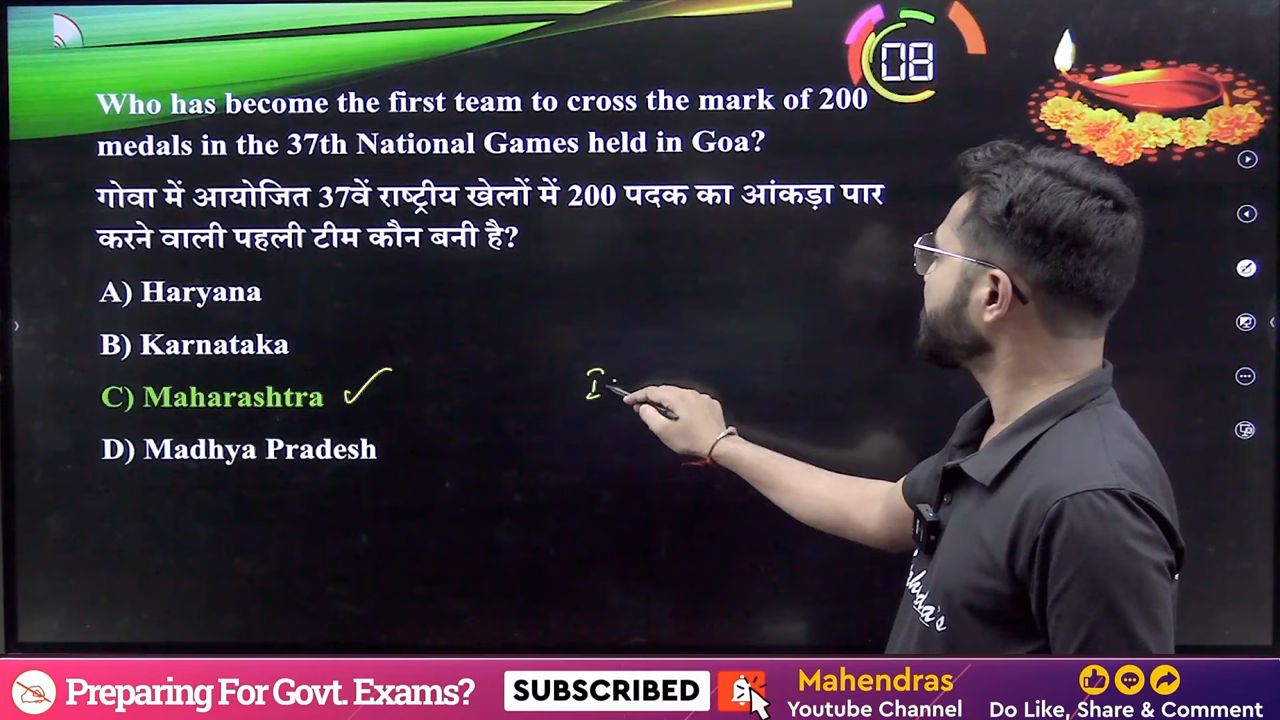 08
Who has become the first team to cross the mark of 200
medals in the 37th National Games held in Goa?
गोवा में आयोजित 37वें राष्ट्रीय खेलों में 200 पदक का आंकड़ा पार
करने वाली पहली टीम कौन बनी है?
A) Haryana
B) Karnataka
C) Maharashtra
D) Madhya Pradesh
Preparing For Govt. Exams?
SUBSCRIBED
Mahendras
Youtube Channel
Do Like, Share & Comment